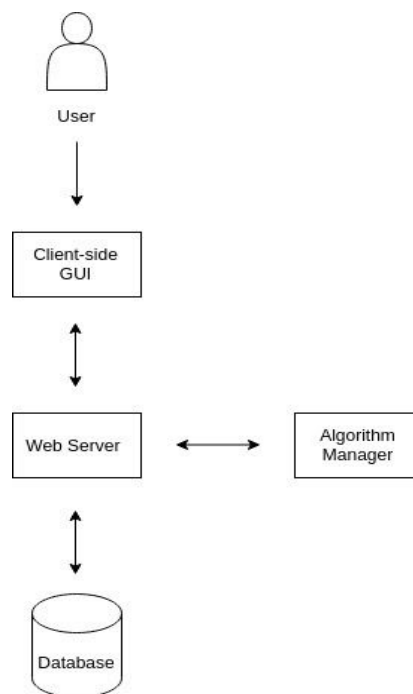 User
Client-side
GUI
Web Server
Algorithm
Manager
Database